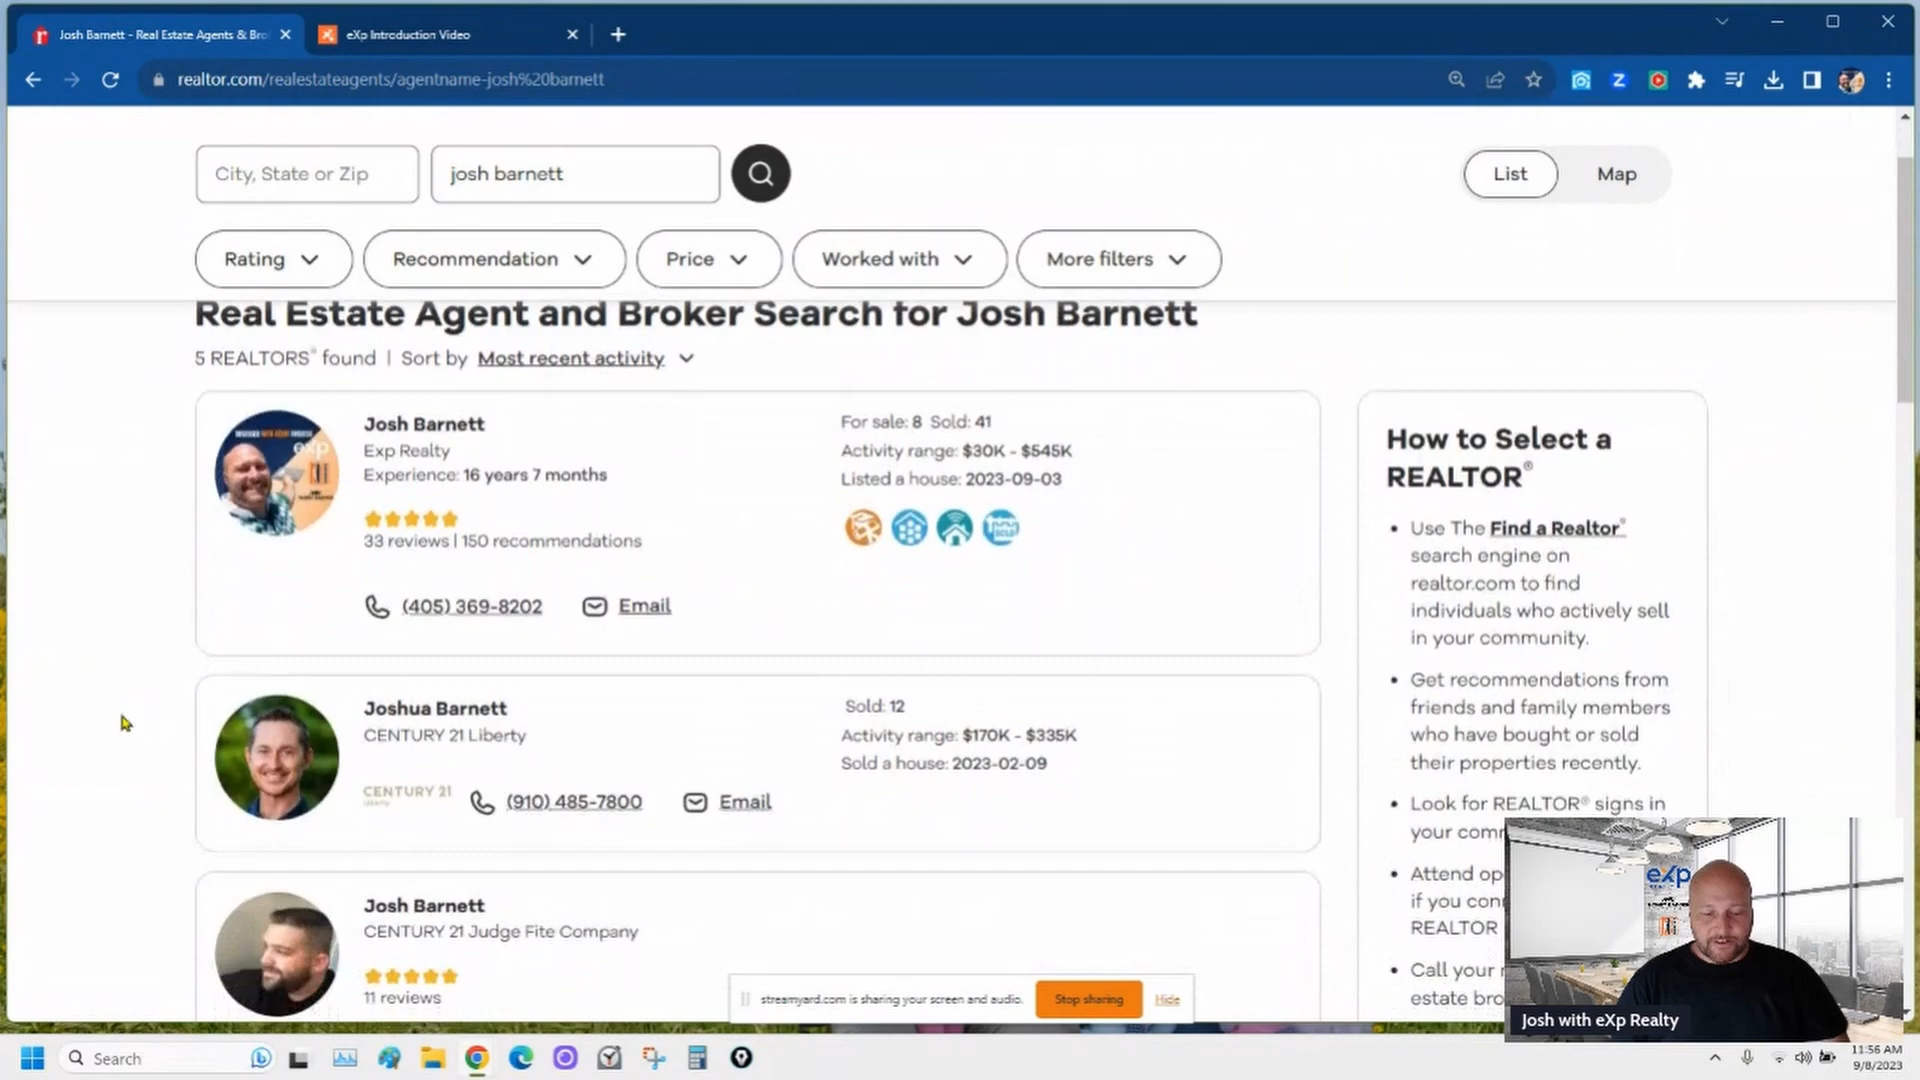 Josh Barnett - Real Estate Agents & Bro
eXp Introduction Video
realtor.com/realestateagents/agentname-josh%20barnett
City, State or Zip
josh barnett
List
Map
Rating
Recommendation
Price
Worked with
More filters
Real Estate Agent and Broker Search for Josh Barnett
5 REALTORS® found | Sort by Most recent activity
Josh Barnett
Exp Realty
Experience: 16 years 7 months
33 reviews | 150 recommendations
(405) 369-8202
Email
For sale: 8 Sold: 41
Activity range: $30K - $545K
Listed a house: 2023-09-03
exp
SOLD
Joshua Barnett
CENTURY 21 Liberty
CENTURY 21
(910) 485-7800
Email
Sold: 12
Activity range: $170K - $335K
Sold a house: 2023-02-09
Josh Barnett
CENTURY 21 Judge Fite Company
11 reviews
How to Select a
REALTOR®
• Use The Find a Realtor®
search engine on
realtor.com to find
individuals who actively sell
in your community.
• Get recommendations from
friends and family members
who have bought or sold
their properties recently.
• Look for REALTOR® signs in
your com
• Attend op
if you con
REALTOR
• Call your
estate bro
streamyard.com is sharing your screen and audio.
Stop sharing
Hide
eXp
Josh with eXp Realty
Search
11:56 AM
9/8/2023